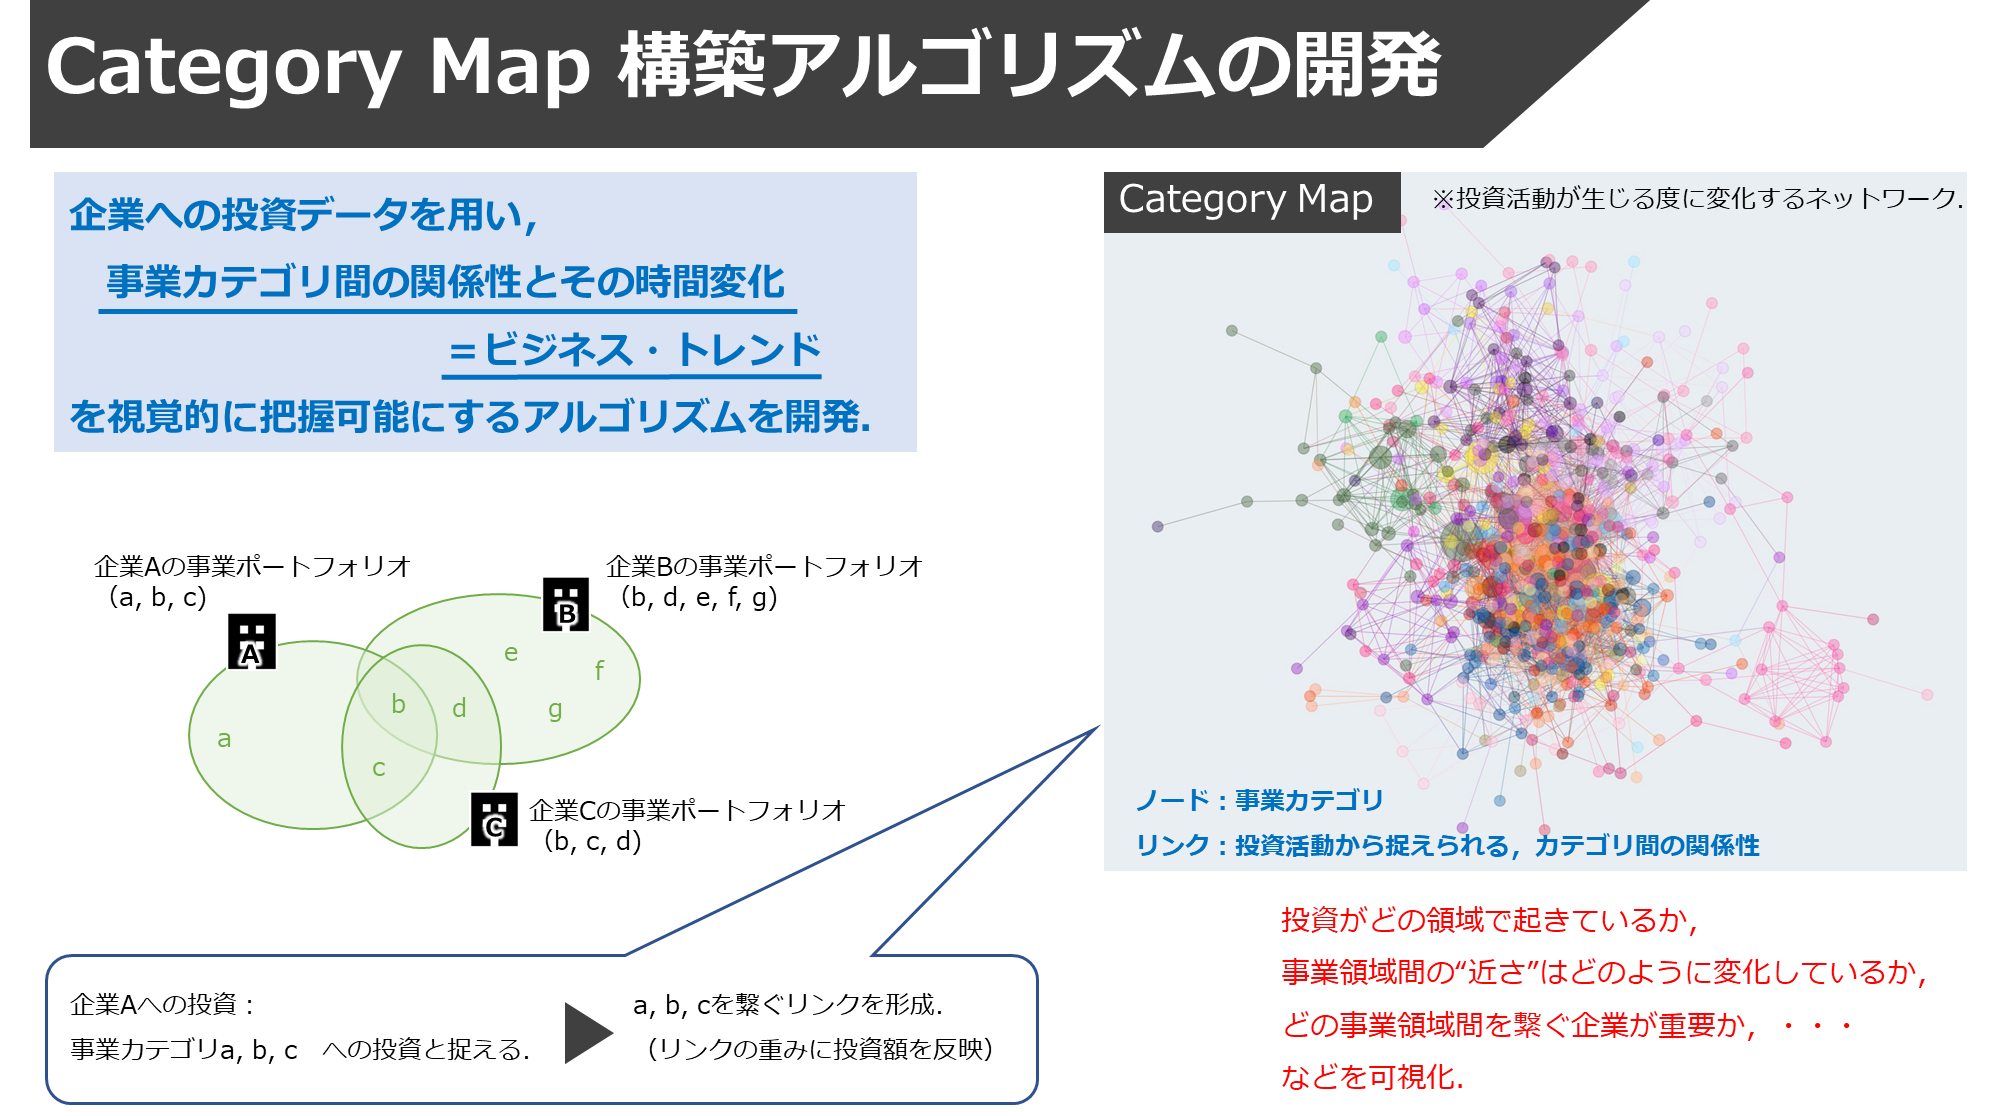 Category Map 構築アルゴリズムの開発
企業への投資データを用い,
事業カテゴリ間の関係性とその時間変化
＝ビジネス・トレンド
を視覚的に把握可能にするアルゴリズムを開発.
企業Aの事業ポートフォリオ
（a, b, c）
企業Bの事業ポートフォリオ
（b, d, e, f, g）
A
B
e
f
b
d
g
a
c
C
企業Cの事業ポートフォリオ
（b, c, d）
企業Aへの投資：
事業カテゴリa, b, c　への投資と捉える.
a, b, cを繋ぐリンクを形成.
（リンクの重みに投資額を反映）
Category Map
※投資活動が生じる度に変化するネットワーク.
ノード：事業カテゴリ
リンク：投資活動から捉えられる，カテゴリ間の関係性
投資がどの領域で起きているか,
事業領域間の“近さ”はどのように変化しているか,
どの事業領域間を繋ぐ企業が重要か,　・・・
などを可視化.